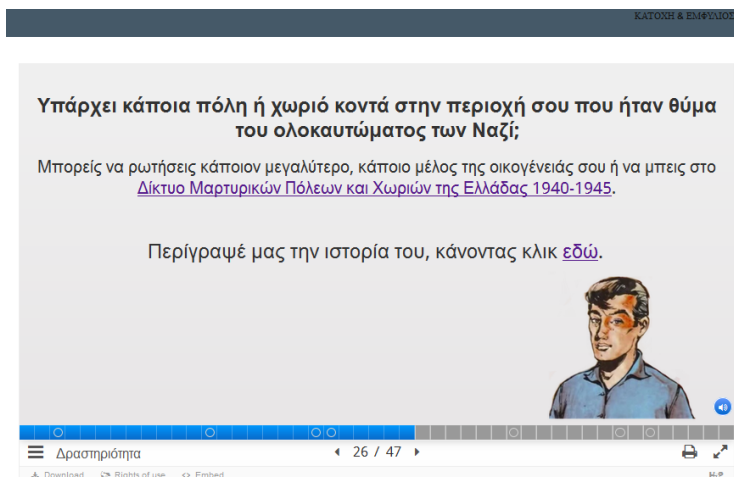 ΚΑΤΟΧΗ & ΕΜΦΥΛΙΟΣ
Υπάρχει κάποια πόλη ή χωριό κοντά στην περιοχή σου που ήταν θύμα
του ολοκαυτώματος των Ναζί;
Μπορείς να ρωτήσεις κάποιον μεγαλύτερο, κάποιο μέλος της οικογένειάς σου ή να μπεις στο
Δίκτυο Μαρτυρικών Πόλεων και Χωριών της Ελλάδας 1940-1945.
Περίγραψέ μας την ιστορία του, κάνοντας κλικ εδώ.
Δραστηριότητα
26 / 47
Download Rights of use <> Embed
H-P